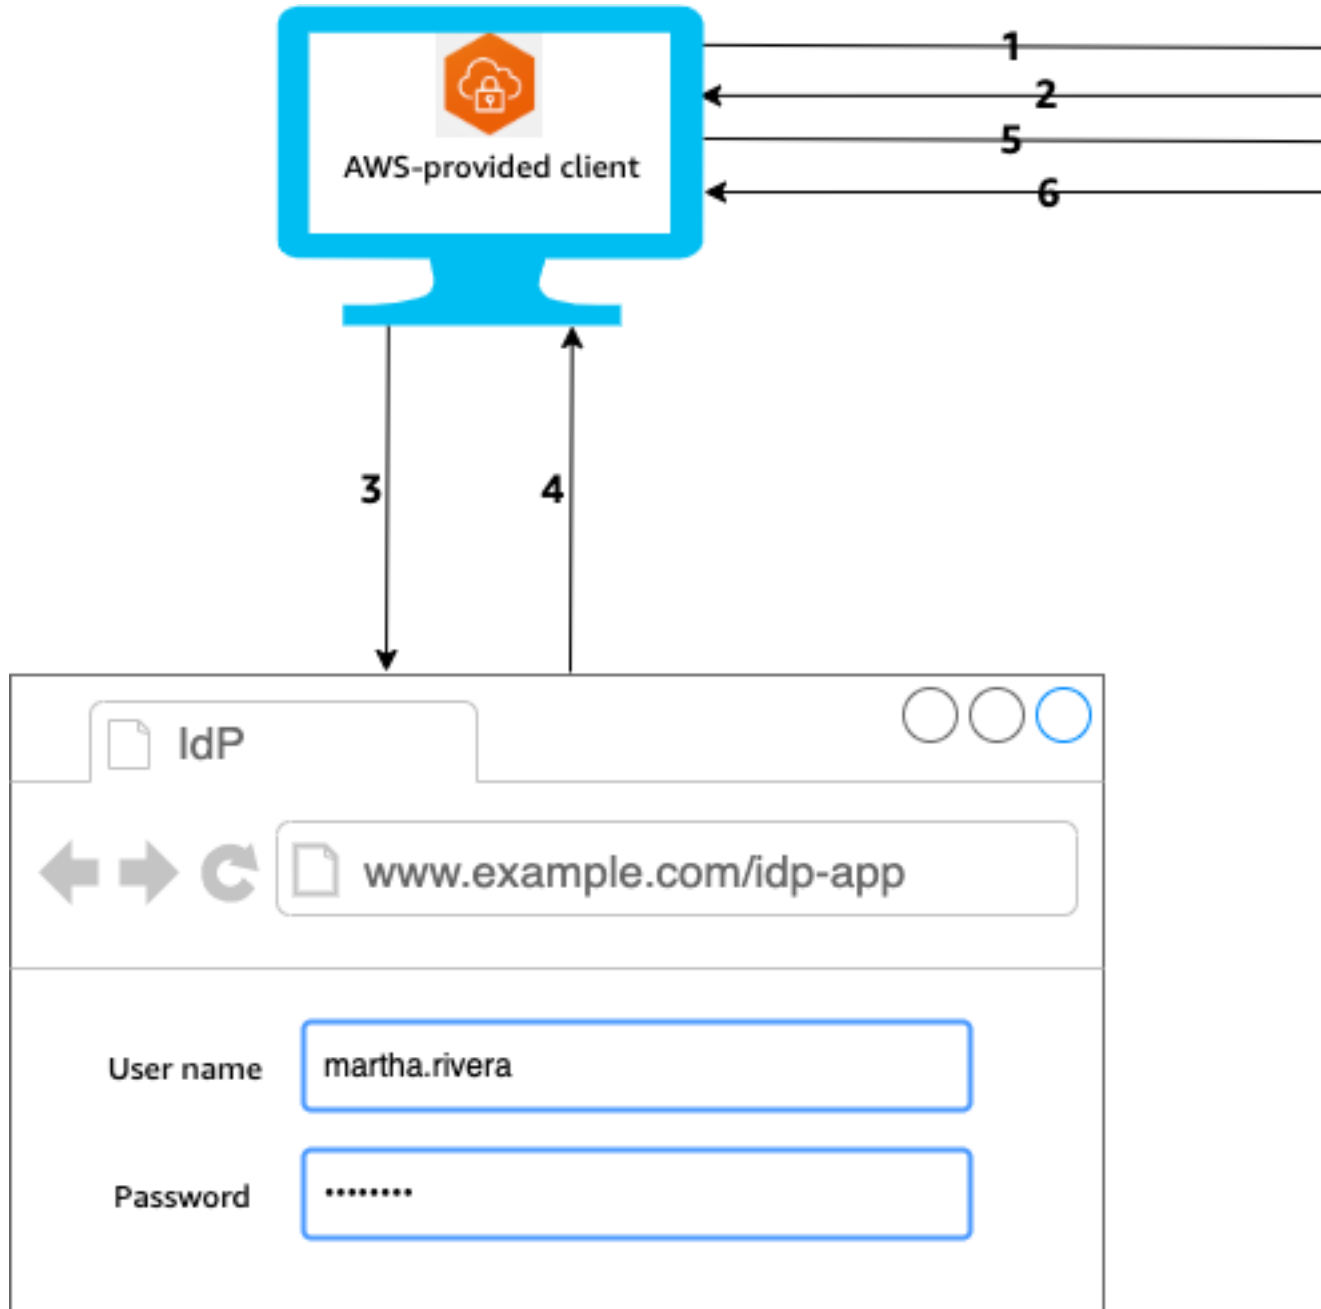 1
2
AWS-provided client
5
6
3
4
IdP
www.example.com/idp-app
User name
martha.rivera
Password
••••••••